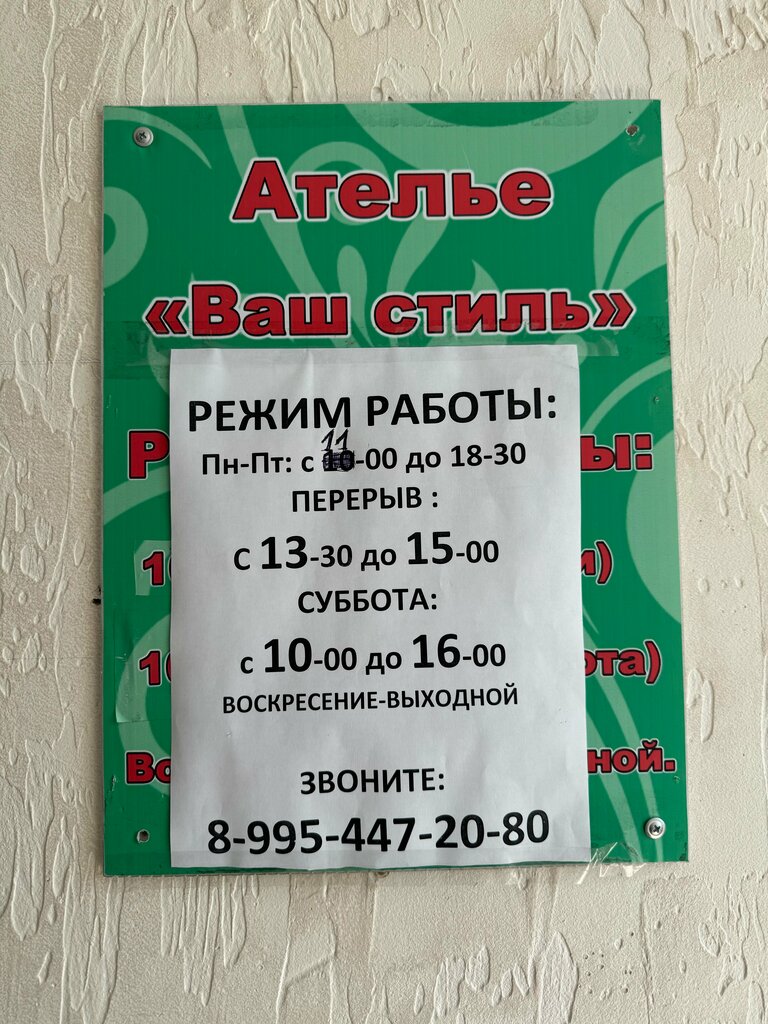 Ателье
«Ваш стиль»
РЕЖИМ РАБОТЫ:
Пн-Пт: с 11-00 до 18-30
ПЕРЕРЫВ :
С 13-30 до 15-00
СУББОТА:
с 10-00 до 16-00
ВОСКРЕСЕНИЕ-ВЫХОДНОЙ
ЗВОНИТЕ:
8-995-447-20-80